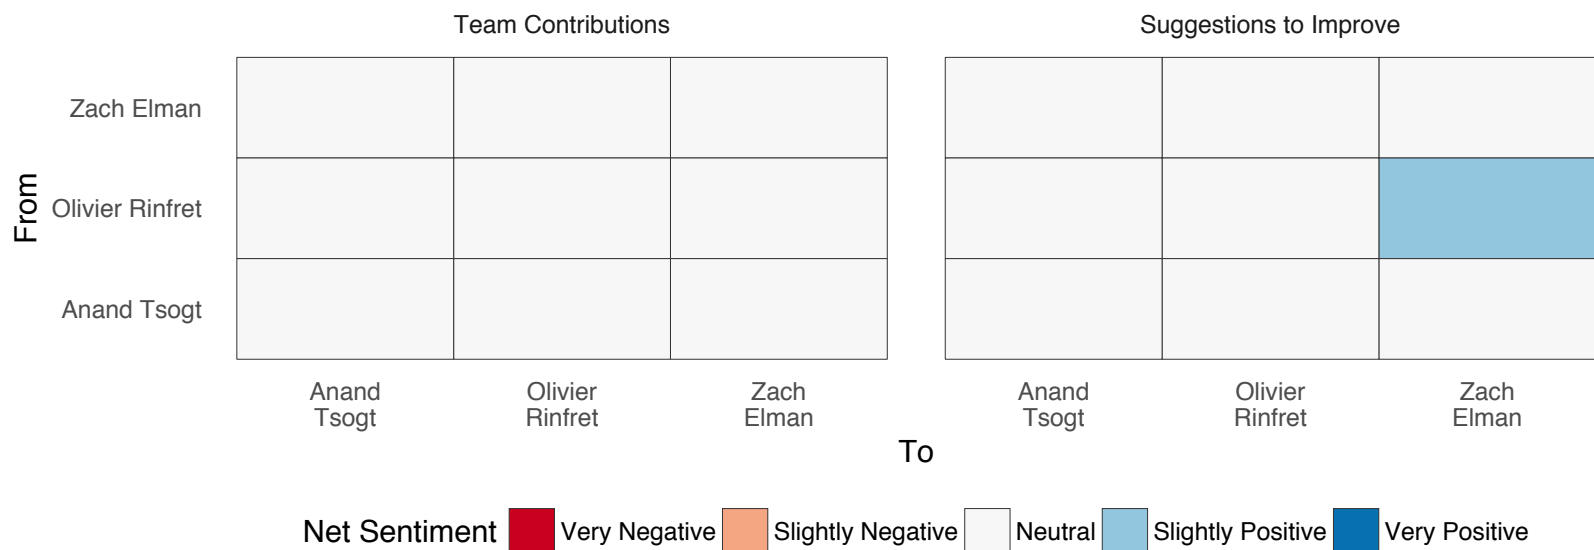 Team Contributions
Suggestions to Improve
From
Zach Elman
Olivier Rinfret
Anand Tsogt
Anand
Tsogt
Olivier
Rinfret
Zach
Elman
Anand
Tsogt
Olivier
Rinfret
Zach
Elman
To
Net Sentiment Very Negative Slightly Negative Neutral Slightly Positive Very Positive